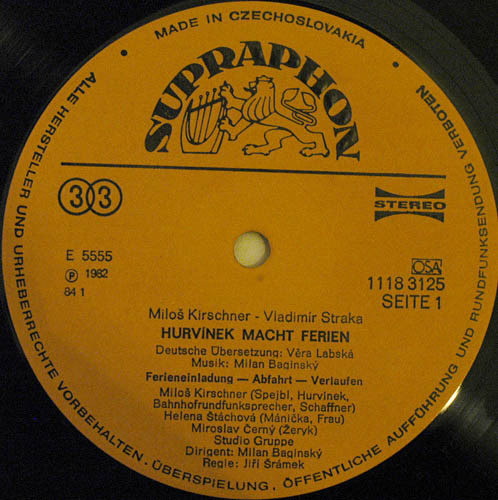 MADE IN CZECHOSLOVAKIA
SUPRAPHON
33
STEREO
E 5555
Ⓟ 1982
84 1
OSA
1118 3125
SEITE 1
Miloš Kirschner - Vladimír Straka
HURVÍNEK MACHT FERIEN
Deutsche Übersetzung: Věra Labská
Musik: Milan Baginský
Ferieneinladung — Abfahrt — Verlaufen
Miloš Kirschner (Spejbl, Hurvínek,
Bahnhofrundfunksprecher, Schaffner)
Helena Štáchová (Mánička, Frau)
Miroslav Černý (Žeryk)
Studio Gruppe
Dirigent: Milan Baginský
Regie: Jiří Šrámek
ALLE HERSTELLER UND URHEBERRECHTE VORBEHALTEN · ÜBERSPIELUNG, ÖFFENTLICHE AUFFÜHRUNG UND RUNDFUNKSENDUNG VERBOTEN